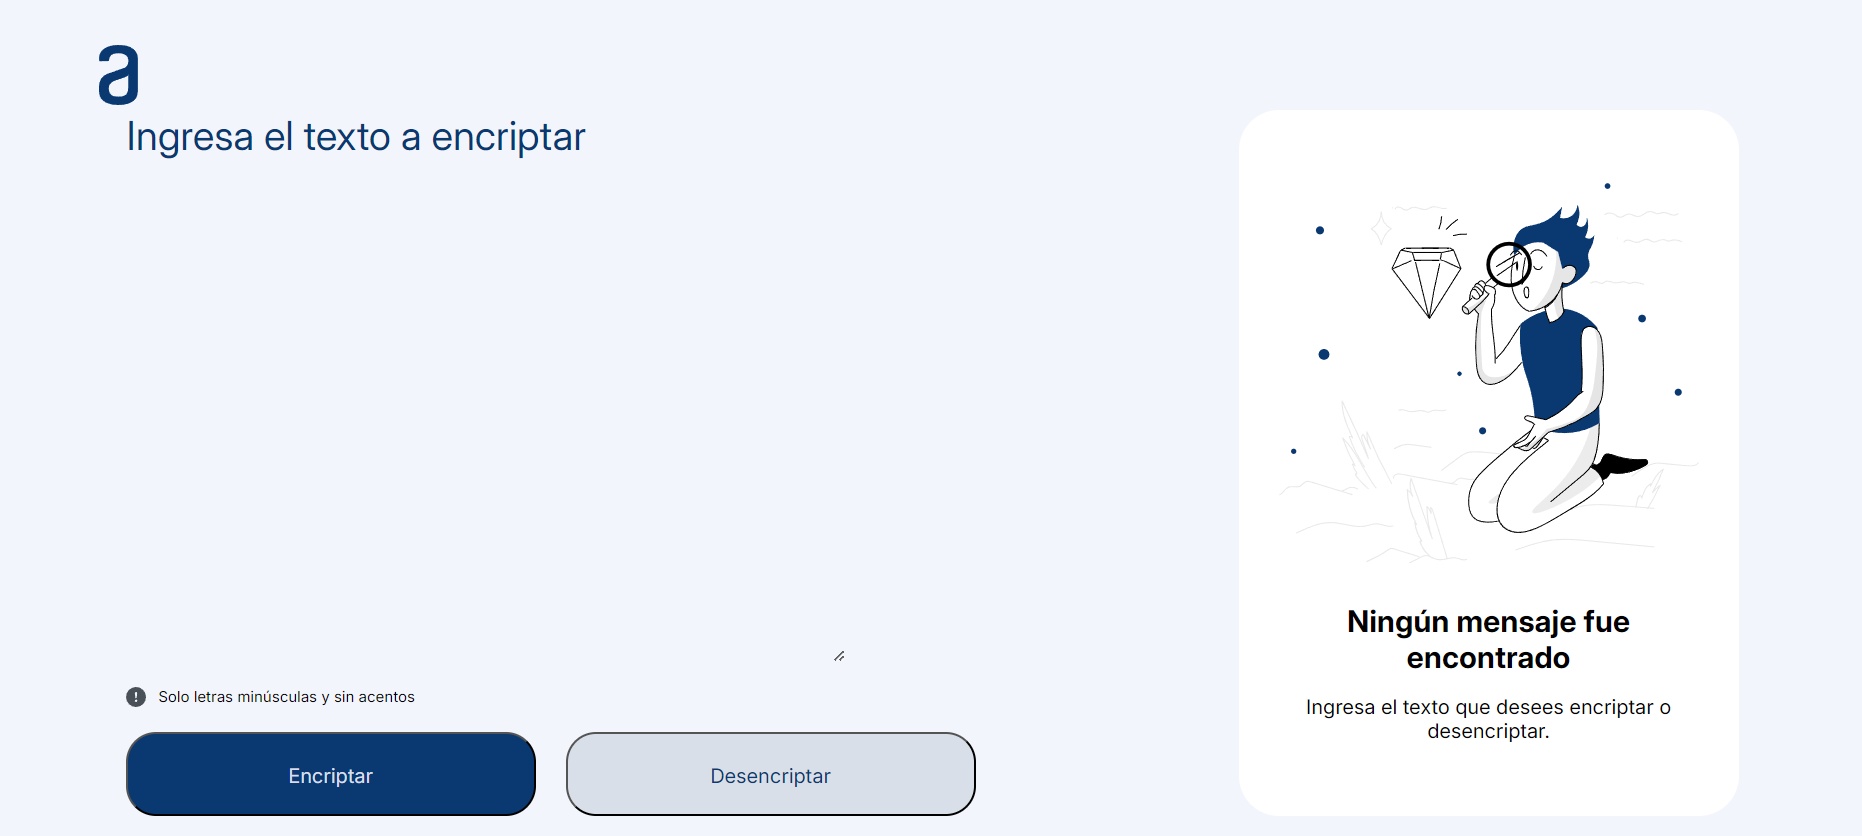 a
Ingresa el texto a encriptar
Solo letras minúsculas y sin acentos
Encriptar
Desencriptar
Ningún mensaje fue
encontrado
Ingresa el texto que desees encriptar o
desencriptar.